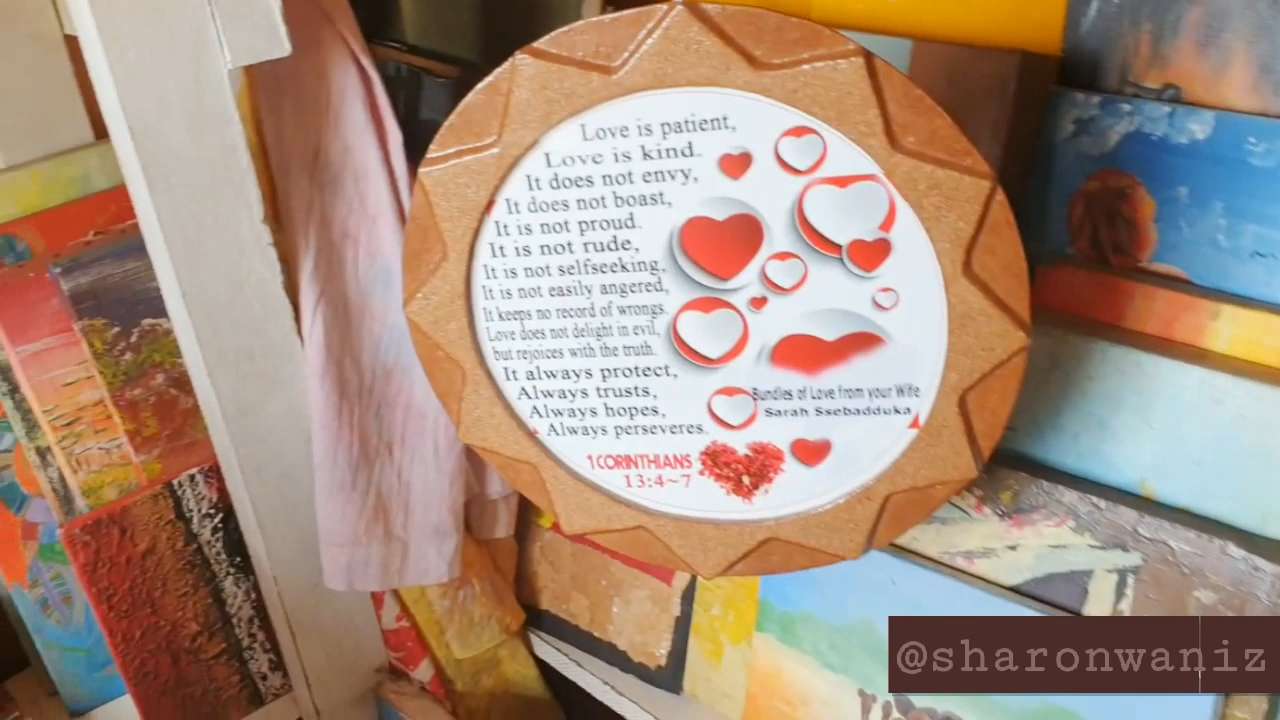 Love is patient,
Love is kind.
It does not envy,
It does not boast,
It is not proud.
It is not rude,
It is not selfseeking,
It is not easily angered,
It keeps no record of wrongs.
Love does not delight in evil,
but rejoices with the truth.
It always protect,
Always trusts,
Always hopes,
Always perseveres.
1 CORINTHIANS
13:4~7
Bundles of Love from your Wife
Sarah Ssebadduka
@sharonwaniz